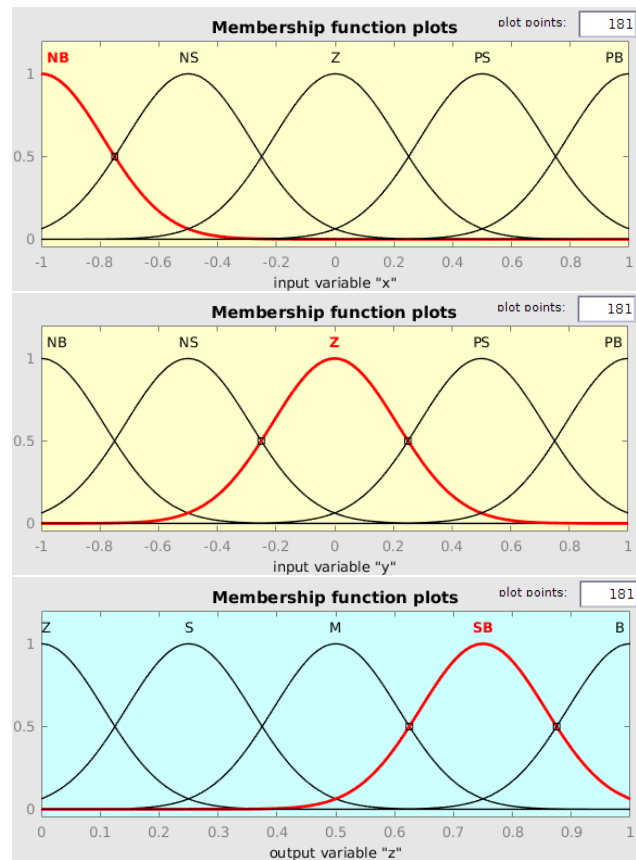 Membership function plots plot points: 181
NB NS Z PS PB
1
0.5
0
-1 -0.8 -0.6 -0.4 -0.2 0 0.2 0.4 0.6 0.8 1
input variable "x"
Membership function plots plot points: 181
NB NS Z PS PB
1
0.5
0
-1 -0.8 -0.6 -0.4 -0.2 0 0.2 0.4 0.6 0.8 1
input variable "y"
Membership function plots plot points: 181
Z S M SB B
1
0.5
0
0 0.1 0.2 0.3 0.4 0.5 0.6 0.7 0.8 0.9 1
output variable "z"